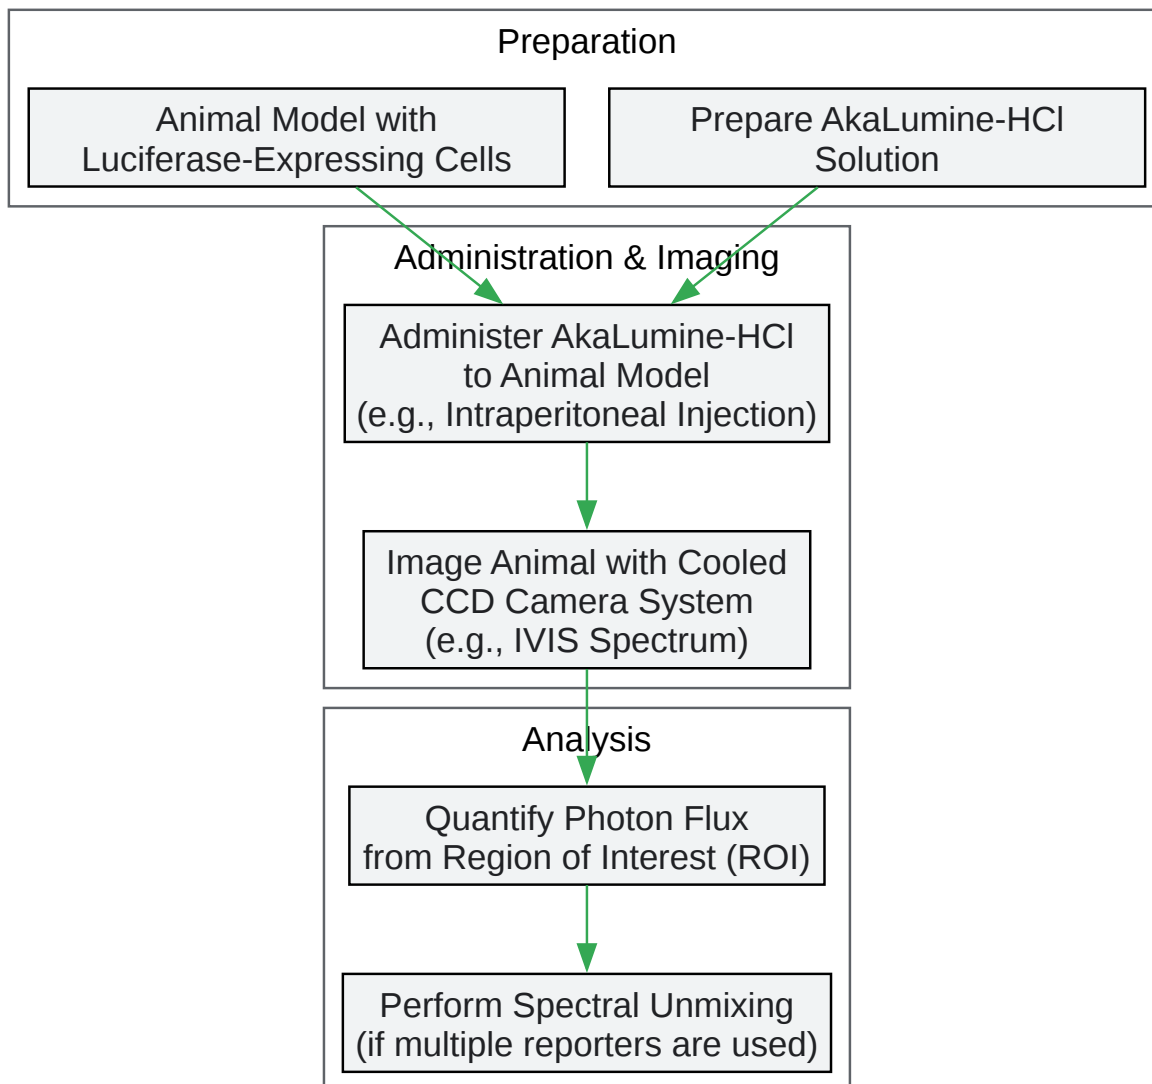 Preparation
Animal Model with
Luciferase-Expressing Cells
Prepare AkaLumine-HCl
Solution
Administration & Imaging
Administer AkaLumine-HCl
to Animal Model
(e.g., Intraperitoneal Injection)
Image Animal with Cooled
CCD Camera System
(e.g., IVIS Spectrum)
Analysis
Quantify Photon Flux
from Region of Interest (ROI)
Perform Spectral Unmixing
(if multiple reporters are used)